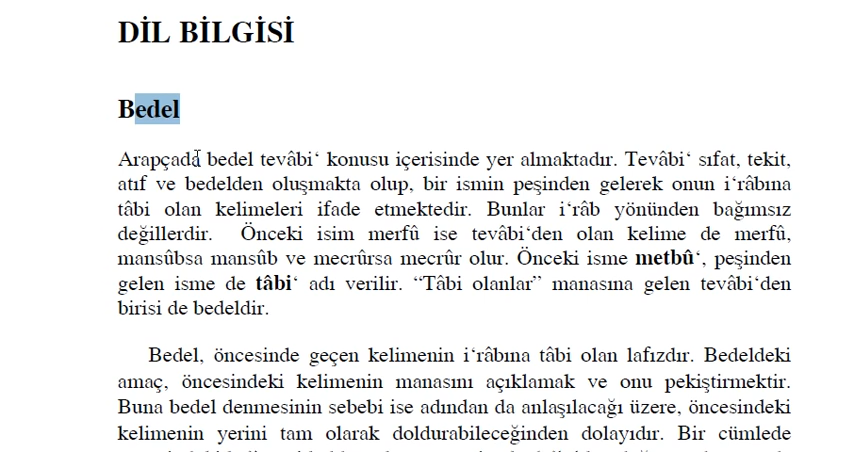 DİL BİLGİSİ
Bedel
Arapçada bedel tevâbi‘ konusu içerisinde yer almaktadır. Tevâbi‘ sıfat, tekit,
atıf ve bedelden oluşmakta olup, bir ismin peşinden gelerek onun i‘râbına
tâbi olan kelimeleri ifade etmektedir. Bunlar i‘râb yönünden bağımsız
değillerdir. Önceki isim merfû ise tevâbi‘den olan kelime de merfû,
mansûbsa mansûb ve mecrûrsa mecrûr olur. Önceki isme metbû‘, peşinden
gelen isme de tâbi‘ adı verilir. “Tâbi olanlar” manasına gelen tevâbi‘den
birisi de bedeldir.
Bedel, öncesinde geçen kelimenin i‘râbına tâbi olan lafızdır. Bedeldeki
amaç, öncesindeki kelimenin manasını açıklamak ve onu pekiştirmektir.
Buna bedel denmesinin sebebi ise adından da anlaşılacağı üzere, öncesindeki
kelimenin yerini tam olarak doldurabileceğinden dolayıdır. Bir cümlede